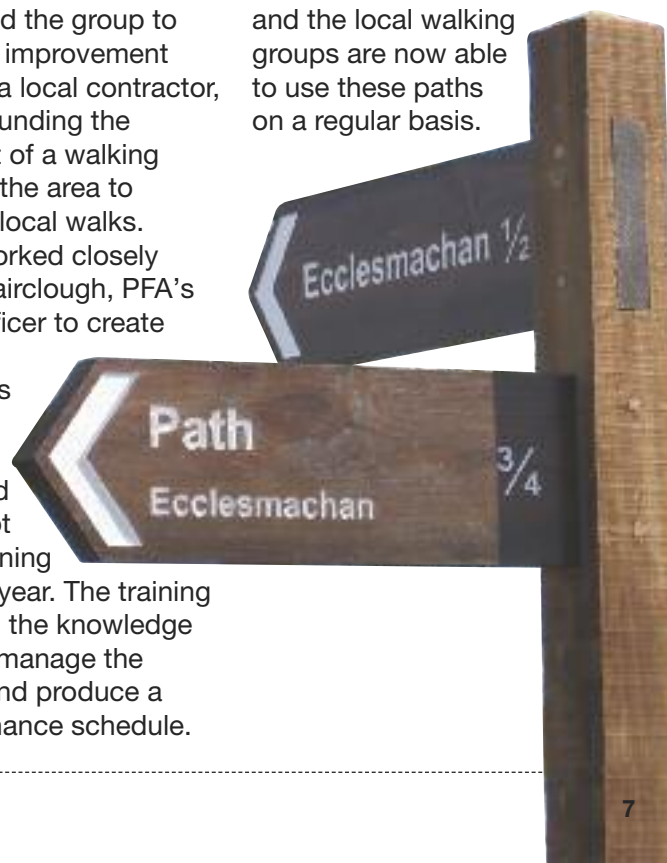 d the group to
improvement
a local contractor,
unding the
t of a walking
the area to
local walks.
orked closely
airclough, PFA's
ficer to create
s
d
ot
ning
year. The training
the knowledge
manage the
nd produce a
nance schedule.
and the local walking
groups are now able
to use these paths
on a regular basis.
Ecclesmachan ½
Path
Ecclesmachan
¾
7